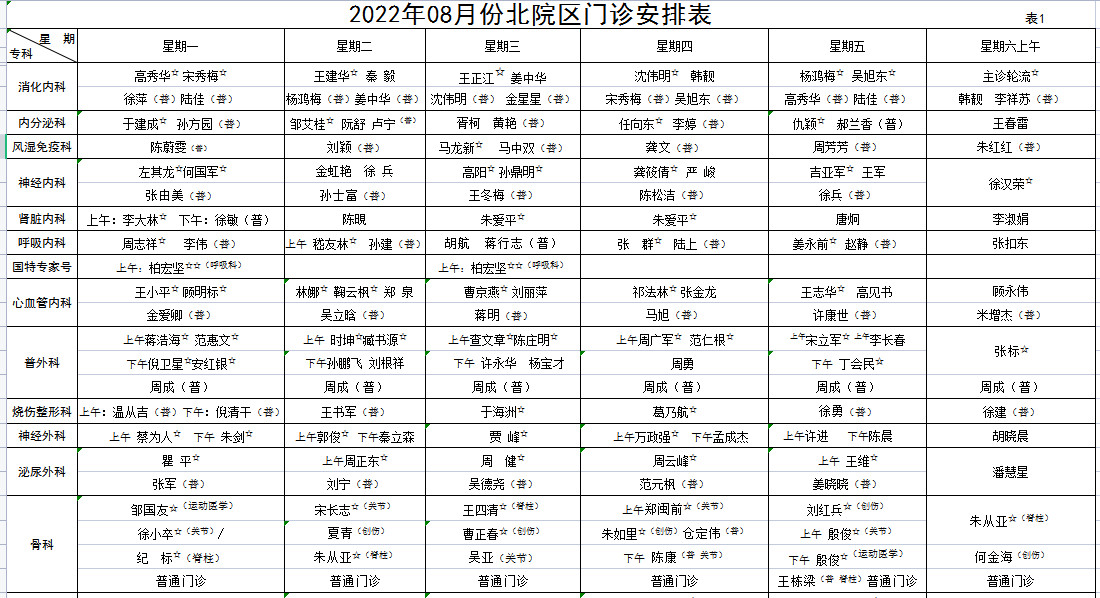 2022年08月份北院区门诊安排表
表1
星 期
专科 星期一 星期二 星期三 星期四 星期五 星期六上午
消化内科
高秀华☆ 宋秀梅☆ 王建华☆ 秦 毅 王正江☆ 姜中华 沈伟明☆ 韩靓 杨鸿梅☆ 吴旭东☆ 主诊轮流☆
徐萍（普）陆佳（普） 杨鸿梅（普）姜中华（普） 沈伟明（普） 金星星（普） 宋秀梅（普）吴旭东（普） 高秀华（普）陆佳（普） 韩靓 李祥苏（普）
内分泌科 于建成☆ 孙方园（普） 邹艾桂☆ 阮舒 卢宁（普） 胥柯 黄艳（普） 任向东☆ 李婷（普） 仇颖☆ 郝兰香（普） 王春雷
风湿免疫科 陈蔚雯（普） 刘颖（普） 马龙新☆ 马中双（普） 龚文（普） 周芳芳（普） 朱红红（普）
神经内科
左其龙☆何国军☆ 金虹艳 徐 兵 高阳☆ 孙鼎明☆ 龚筱倩☆ 严 峻 吉亚军☆ 王军 徐汉荣☆
张由美（普） 孙士富（普） 王冬梅（普） 陈松洁（普） 徐兵（普）
肾脏内科 上午：李大林☆ 下午：徐敏（普） 陈晛 朱爱平☆ 朱爱平☆ 唐炯 李淑娟
呼吸内科 周志祥☆ 李伟（普） 上午 嵇友林☆ 孙建（普） 胡航 蒋行志（普） 张 群☆ 陆上（普） 姜永前☆ 赵静（普） 张扣东
国特专家号 上午：柏宏坚☆☆（呼吸科） 上午：柏宏坚☆☆（呼吸科）
心血管内科
王小平☆ 顾明标☆ 林娜☆ 鞠云枫☆ 郑 泉 曹京燕☆ 刘丽萍 祁法林☆ 张金龙 王志华☆ 高见书 顾永伟
金爱卿（普） 吴立晗（普） 蒋明（普） 马旭（普） 许康世（普） 米增杰（普）
普外科
上午蒋洁海☆ 范惠文☆ 上午 时坤☆臧书源☆ 上午查文章☆陈庄明☆ 上午周广军☆ 范仁根☆ 上午宋立军☆ 上午李长春 张标☆
下午倪卫星☆安红银☆ 下午孙鹏飞 刘根祥 下午 许永华 杨宝才 周勇 下午 丁会民☆
周成（普） 周成（普） 周成（普） 周成（普） 周成（普） 周成（普）
烧伤整形科 上午：温从吉（普）下午：倪清干（普） 王书军（普） 于海洲☆ 葛乃航☆ 徐勇（普） 徐建（普）
神经外科 上午 蔡为人☆ 下午 朱剑☆ 上午郭俊☆ 下午秦立森 贾 峰☆ 上午万政强☆ 下午孟成杰 上午许进 下午陈晨 胡晓晨
泌尿外科
瞿 平☆ 上午周正东☆ 周 健☆ 周云峰☆ 上午 王维☆ 潘慧星
张军（普） 刘宁（普） 吴德尧（普） 范元枫（普） 姜晓晓（普）
骨科
邹国友☆（运动医学） 宋长志☆（关节） 王四清☆（脊柱） 上午郑闽前☆（关节） 刘红兵☆（创伤） 朱从亚☆（脊柱）
徐小卒☆（关节）/ 夏青（创伤） 曹正春☆（创伤） 朱如里☆（创伤）仓定伟（普） 上午 殷俊☆（关节）
纪 标☆（脊柱） 朱从亚☆（脊柱） 吴亚（关节） 下午 陈康（普 关节） 下午 殷俊☆（运动医学） 何金海（创伤）
普通门诊 普通门诊 普通门诊 普通门诊 王栋梁（普 脊柱）普通门诊 普通门诊